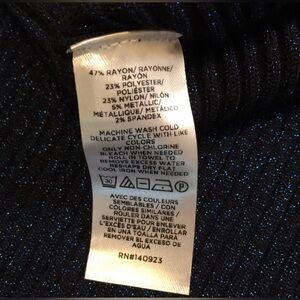 47% RAYON/ RAYONNE/
RAYÓN
23% POLYESTER/
POLIÉSTER
23% NYLON/ NILÓN
5% METALLIC/
MÉTALLIQUE/ METÁLICO
2% SPANDEX
MACHINE WASH COLD
DELICATE CYCLE WITH LIKE
COLORS
ONLY NON-CHLORINE
BLEACH WHEN NEEDED
ROLL IN TOWEL TO
REMOVE EXCESS WATER
RESHAPE DRY FLAT
COOL IRON WHEN NEEDED
30
P
AVEC DES COULEURS
SEMBLABLES / CON
COLORES SIMILARES /
ROULER DANS UNE
SERVIETTE POUR ENLEVER
L'EXCÈS D'EAU / ENROLLAR
EN UNA TOALLA PARA
REMOVER EL EXCESO DE
AGUA
RN#140923